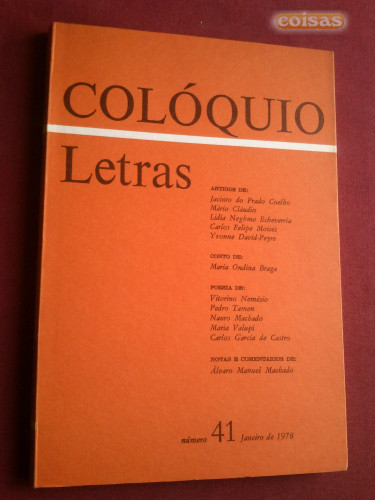 coisas
COLÓQUIO
Letras
ARTIGOS DE:
Jacinto do Prado Coelho
Mário Cláudio
Lidia Neghme Echeverría
Carlos Felipe Moisés
Yvonne David-Peyre
CONTO DE:
Maria Ondina Braga
POESIA DE:
Vitorino Nemésio
Pedro Tamen
Nauro Machado
Maria Valupi
Carlos Garcia de Castro
NOTAS E COMENTÁRIOS DE:
Álvaro Manuel Machado
número 41 Janeiro de 1978